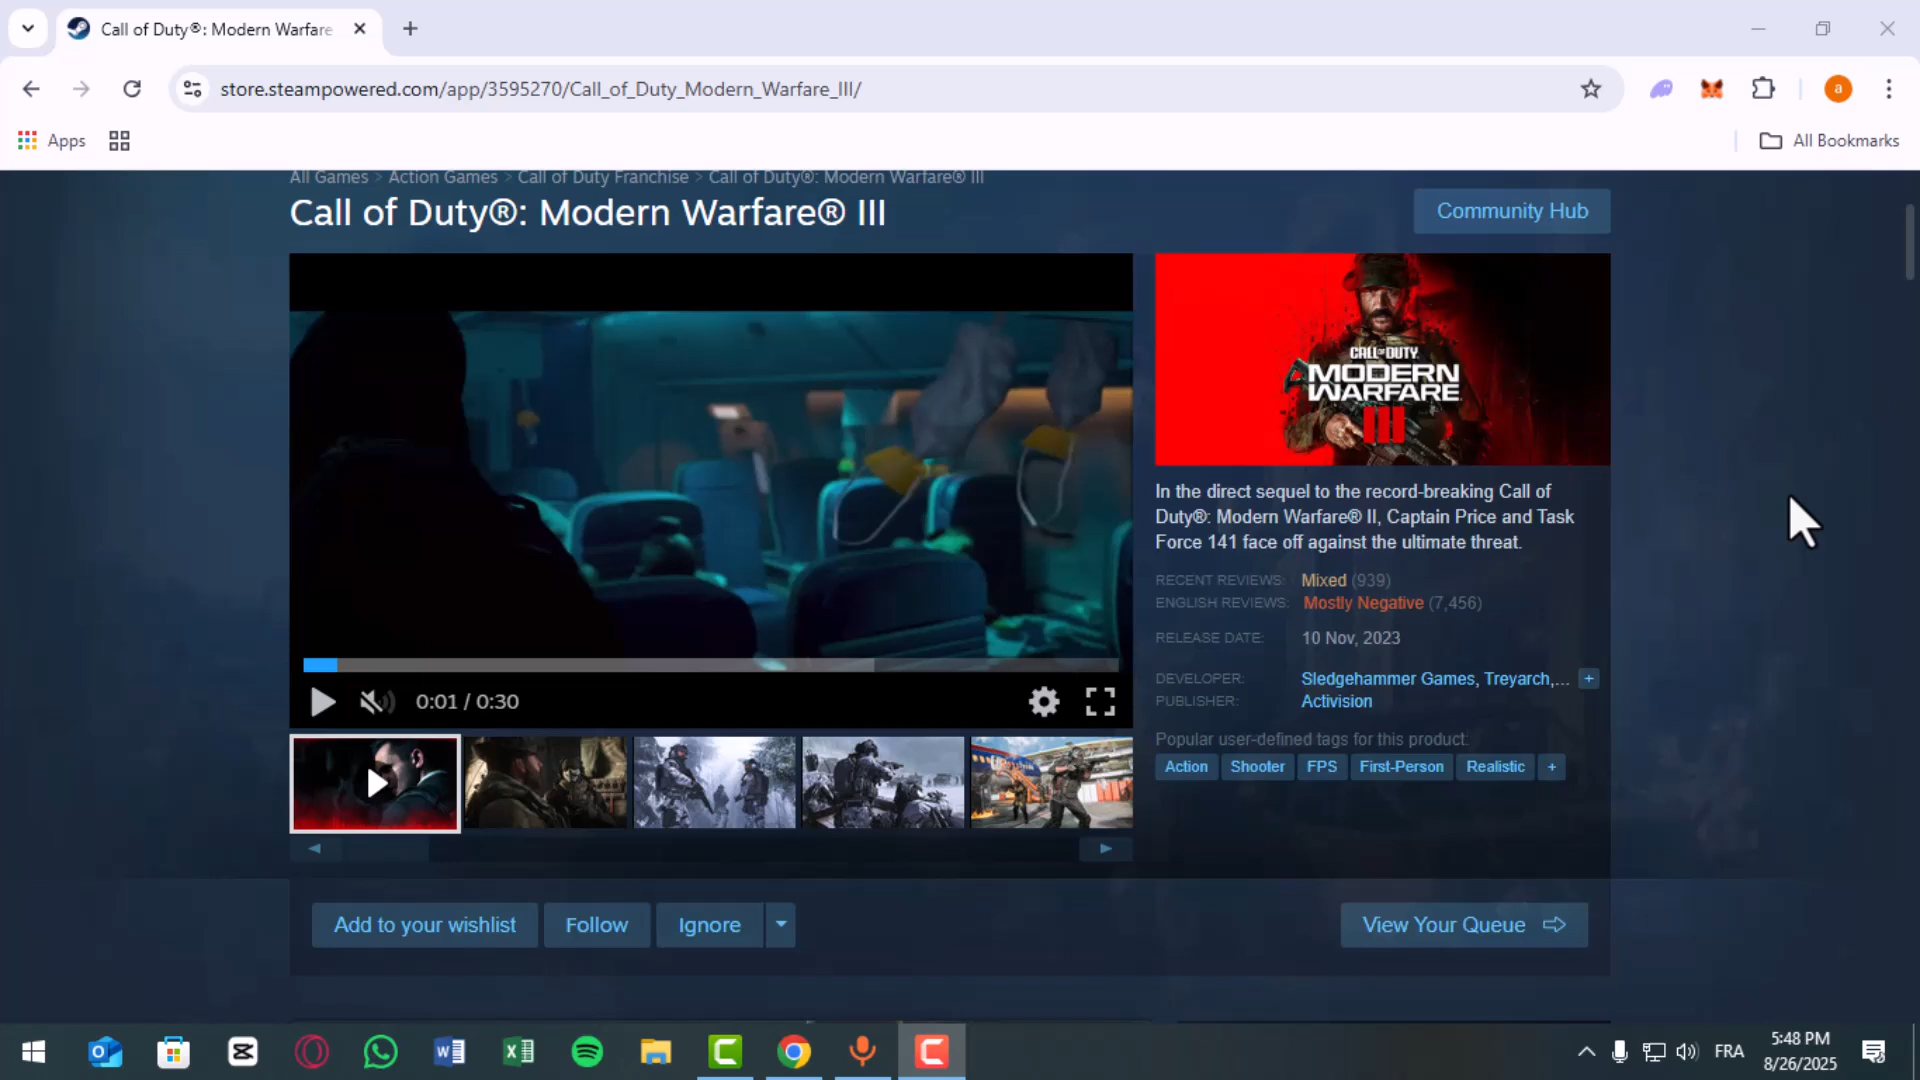 Call of Duty®: Modern Warfare
store.steampowered.com/app/3595270/Call_of_Duty_Modern_Warfare_III/
a
Apps
All Bookmarks
All Games > Action Games > Call of Duty Franchise > Call of Duty®: Modern Warfare® III
Call of Duty®: Modern Warfare® III
Community Hub
CALL OF DUTY
MODERN
WARFARE
III
In the direct sequel to the record-breaking Call of
Duty®: Modern Warfare® II, Captain Price and Task
Force 141 face off against the ultimate threat.
RECENT REVIEWS: Mixed (939)
ENGLISH REVIEWS: Mostly Negative (7,456)
RELEASE DATE: 10 Nov, 2023
DEVELOPER: Sledgehammer Games, Treyarch,... +
PUBLISHER: Activision
0:01 / 0:30
Popular user-defined tags for this product:
Action Shooter FPS First-Person Realistic +
Add to your wishlist Follow Ignore
View Your Queue
FRA
5:48 PM
8/26/2025